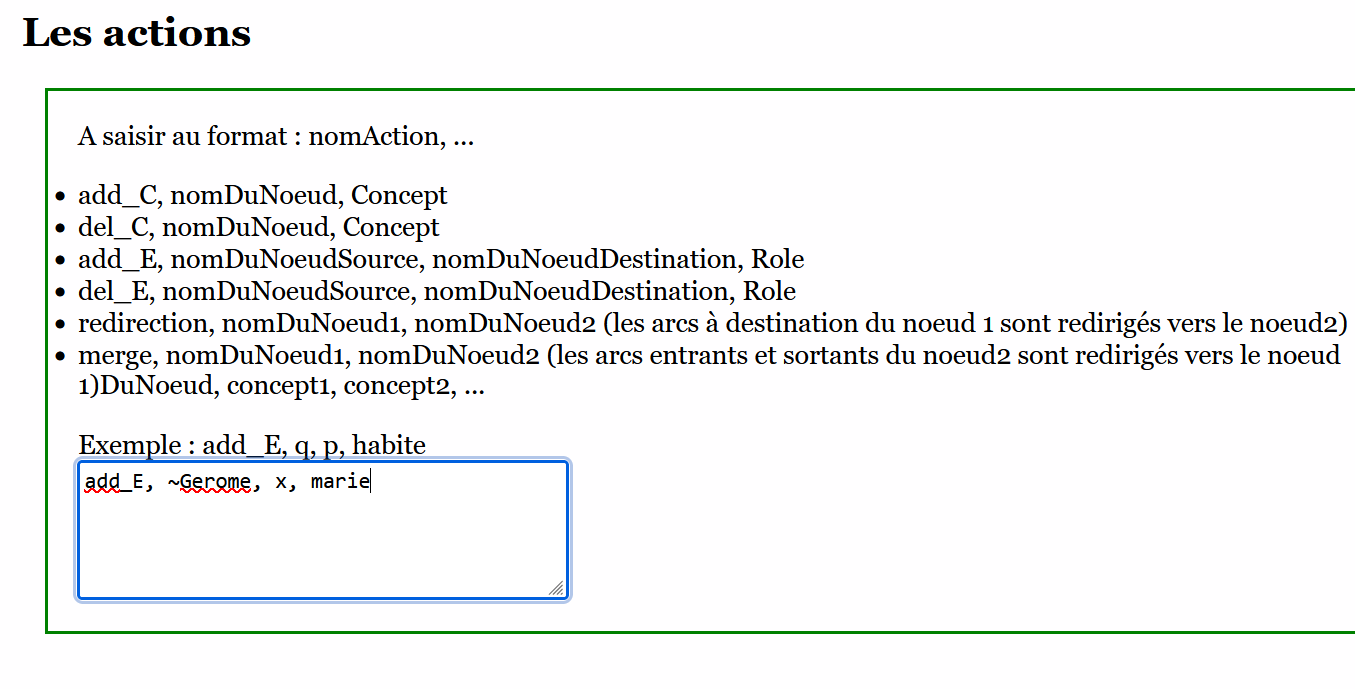 Les actions
A saisir au format : nomAction, ...
• add_C, nomDuNoeud, Concept
• del_C, nomDuNoeud, Concept
• add_E, nomDuNoeudSource, nomDuNoeudDestination, Role
• del_E, nomDuNoeudSource, nomDuNoeudDestination, Role
• redirection, nomDuNoeud1, nomDuNoeud2 (les arcs à destination du noeud 1 sont redirigés vers le noeud2)
• merge, nomDuNoeud1, nomDuNoeud2 (les arcs entrants et sortants du noeud2 sont redirigés vers le noeud
1)DuNoeud, concept1, concept2, ...
Exemple : add_E, q, p, habite
add_E, ~Gerome, x, marie